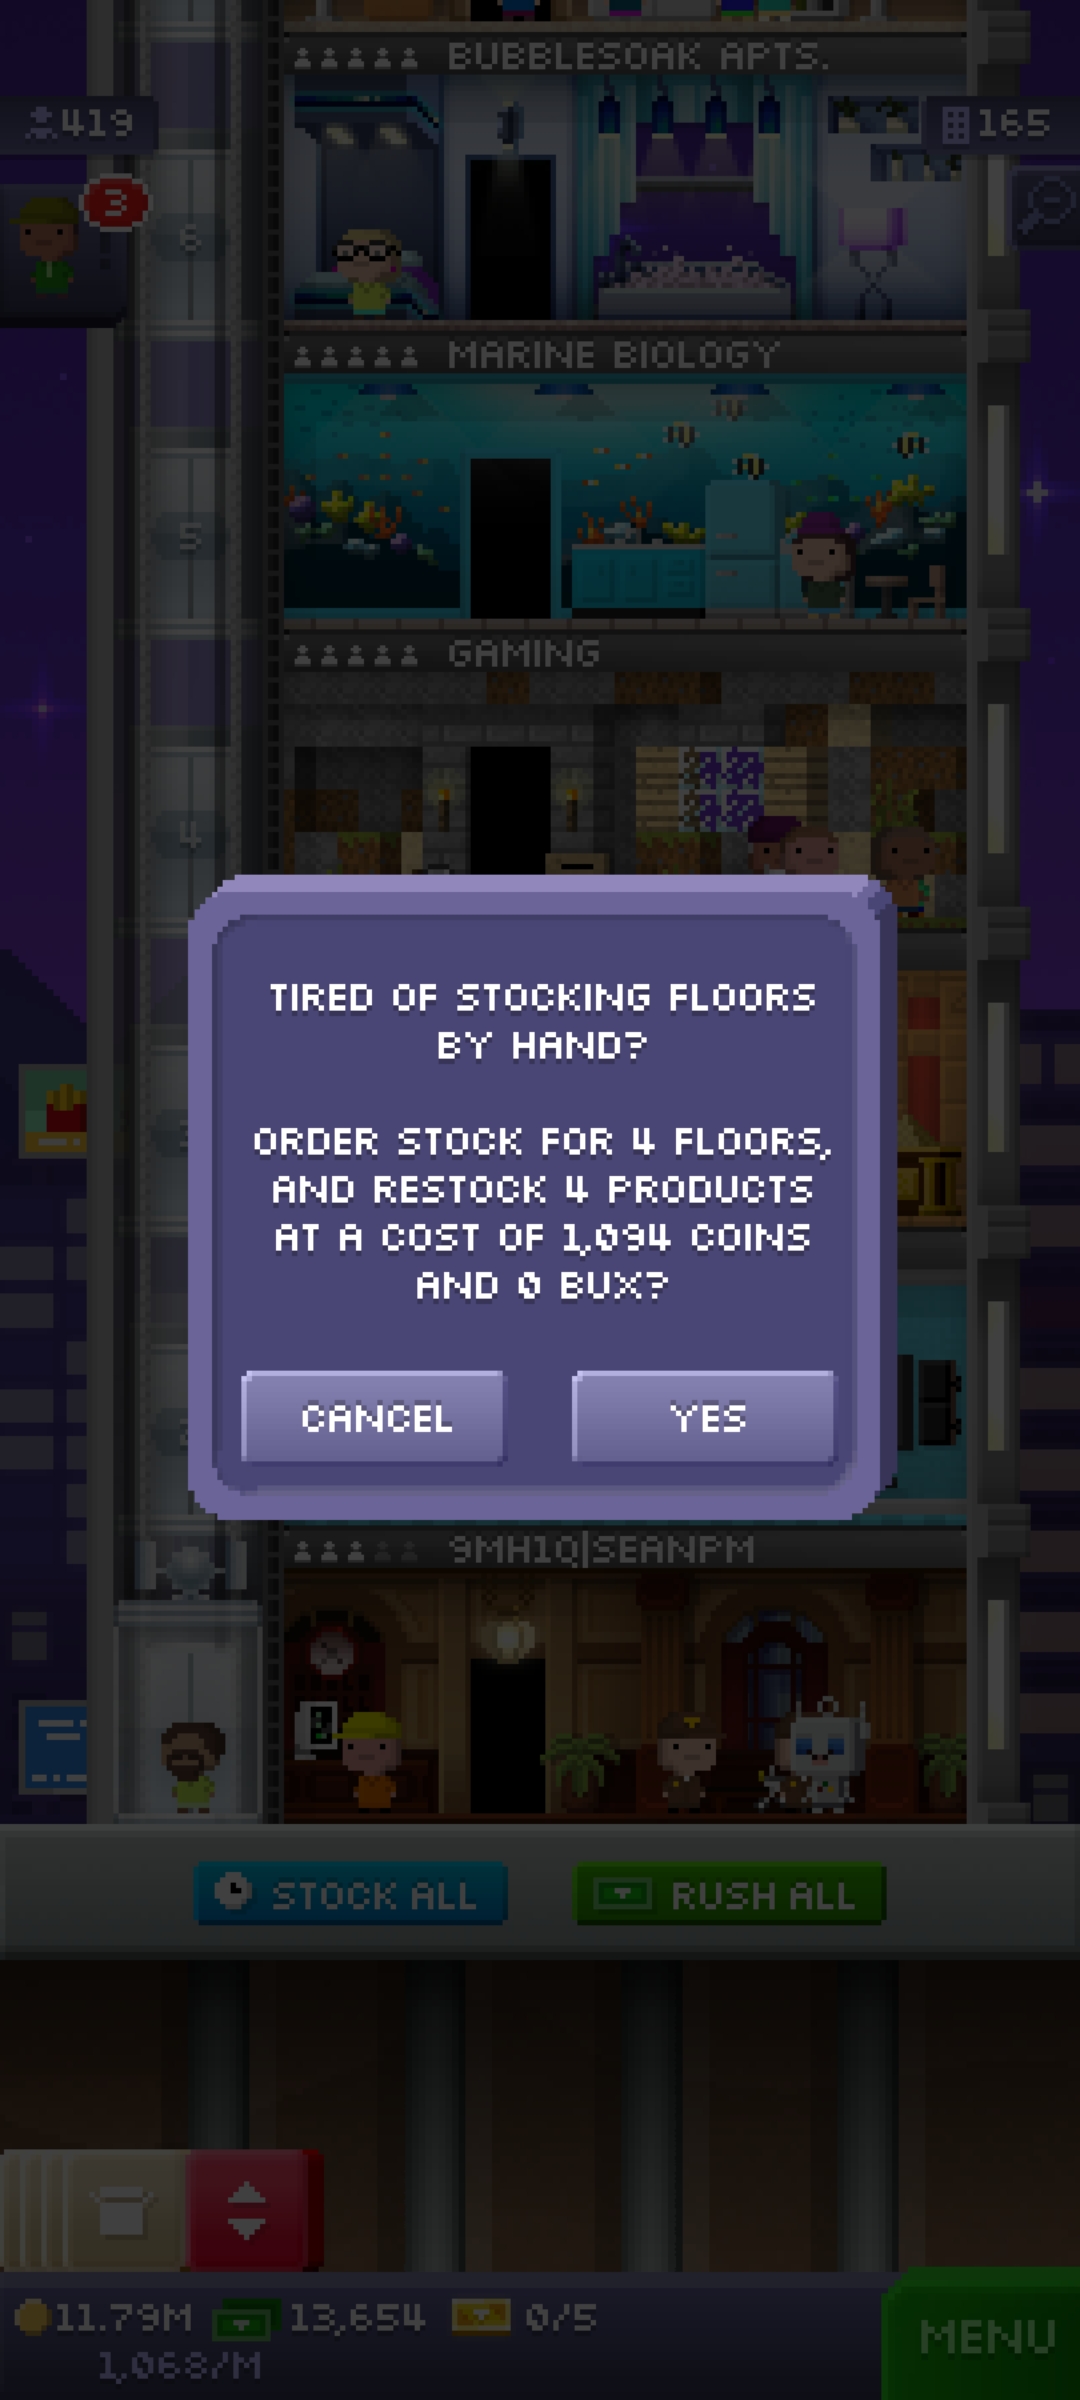 BUBBLESOAK APTS.
419
165
3
6
MARINE BIOLOGY
5
GAMING
4
TIRED OF STOCKING FLOORS
BY HAND?
ORDER STOCK FOR 4 FLOORS,
AND RESTOCK 4 PRODUCTS
AT A COST OF 1,094 COINS
AND 0 BUX?
CANCEL
YES
9MH1Q|SEANPM
STOCK ALL
RUSH ALL
11.79M
13,654
0/5
1,068/M
MENU